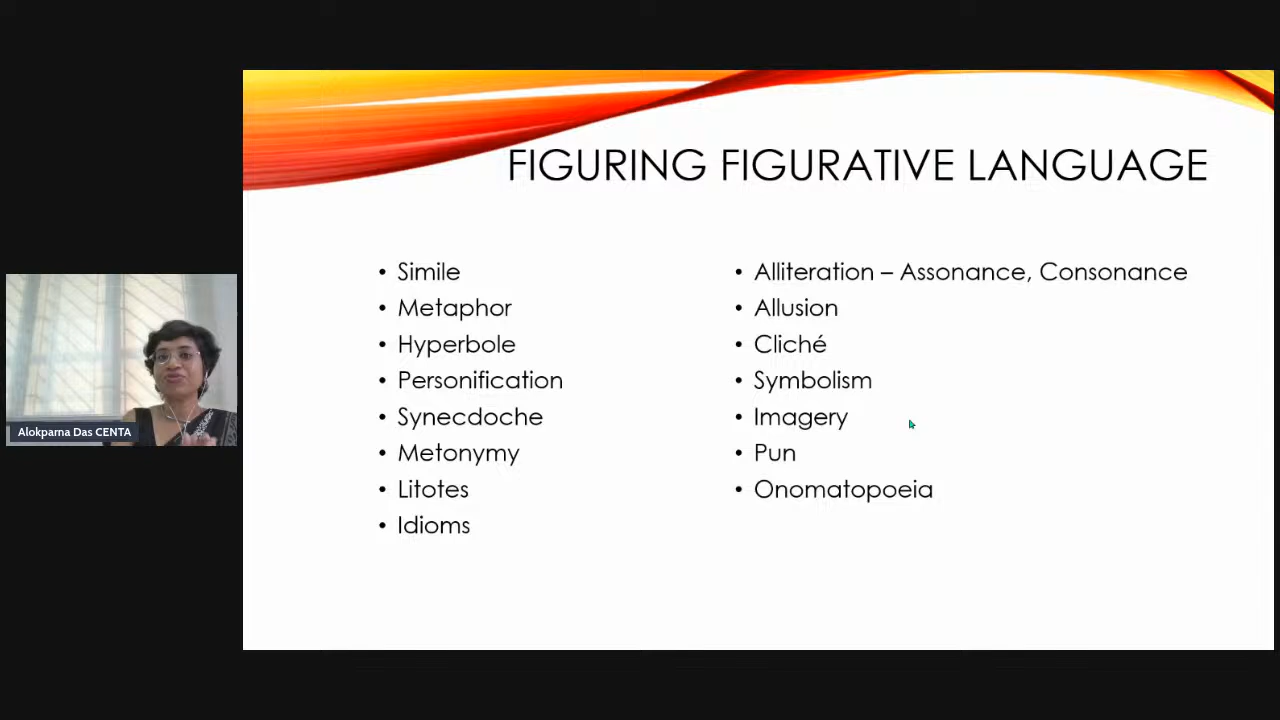 FIGURING FIGURATIVE LANGUAGE
• Simile
• Metaphor
• Hyperbole
• Personification
• Synecdoche
• Metonymy
• Litotes
• Idioms
• Alliteration – Assonance, Consonance
• Allusion
• Cliché
• Symbolism
• Imagery
• Pun
• Onomatopoeia
Alokparna Das CENTA